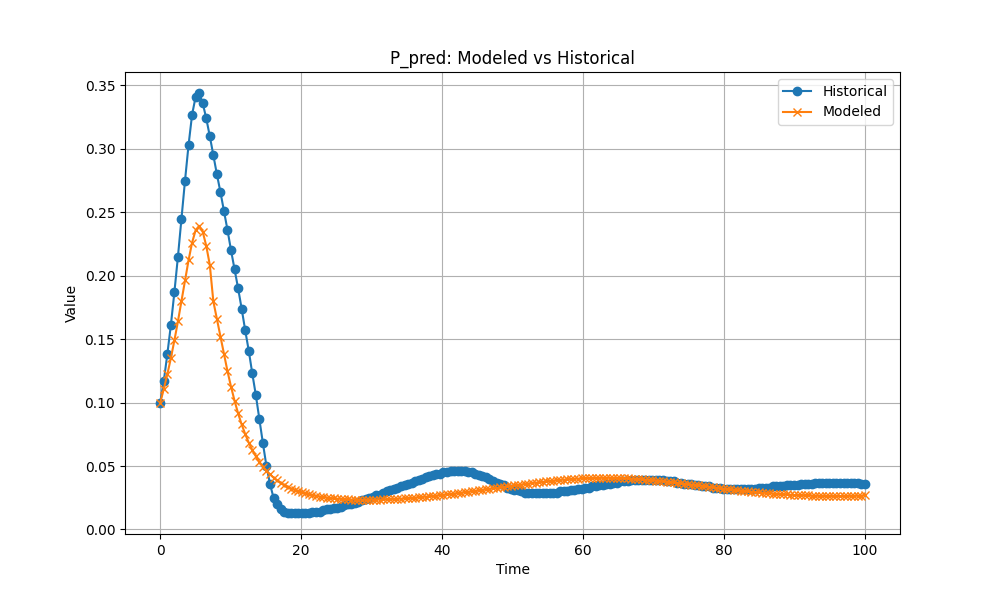 P_pred: Modeled vs Historical
Historical
Modeled
0.35
0.30
0.25
0.20
0.15
0.10
0.05
0.00
Value
0 20 40 60 80 100
Time